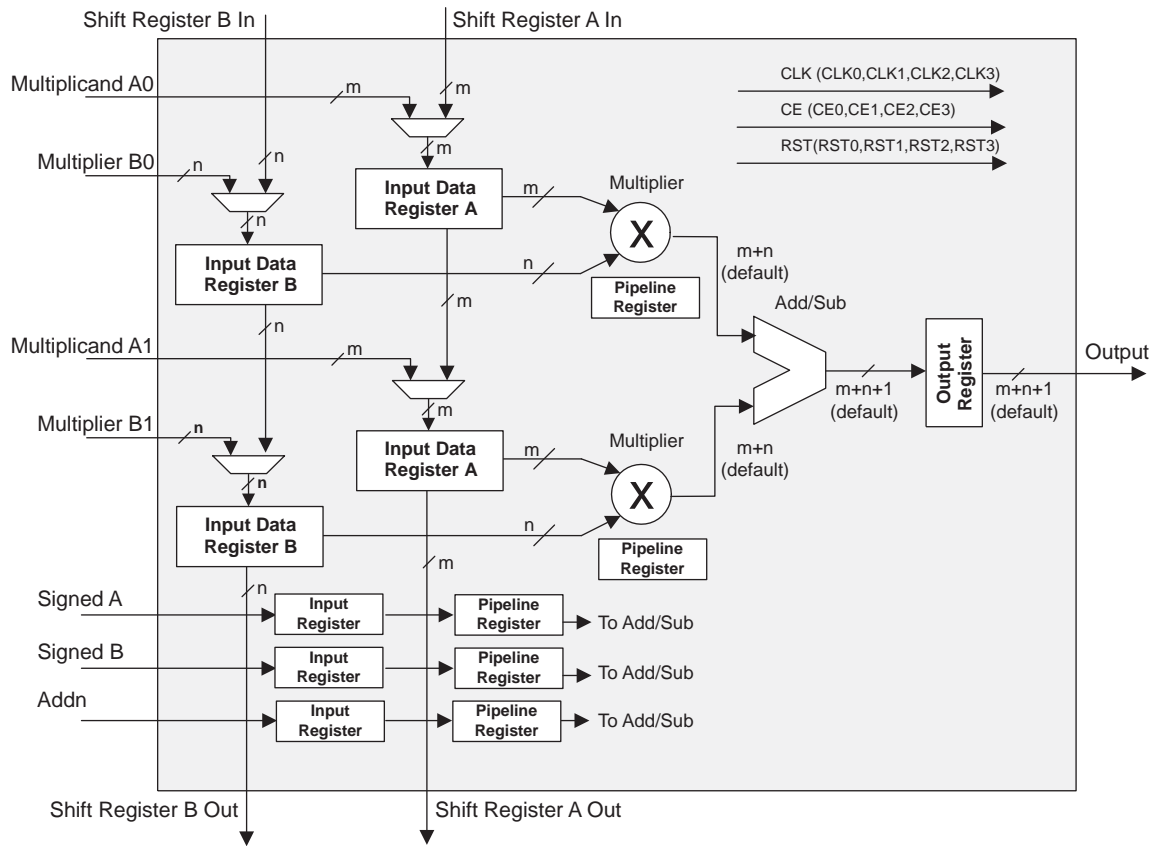 Shift Register B In
Shift Register A In
Multiplicand A0
m
m
CLK (CLK0,CLK1,CLK2,CLK3)
CE (CE0,CE1,CE2,CE3)
RST(RST0,RST1,RST2,RST3)
m
Multiplier B0
n
n
n
Input Data
Register A
m
Multiplier
X
m+n
(default)
Input Data
Register B
n
Pipeline
Register
m
n
Add/Sub
Multiplicand A1
m
m
m+n+1
(default)
Output
Register
m+n+1
(default)
Output
Multiplier B1
n
n
Input Data
Register A
m
Multiplier
X
m+n
(default)
Input Data
Register B
n
Pipeline
Register
m
n
Signed A
Input
Register
Pipeline
Register
To Add/Sub
Signed B
Input
Register
Pipeline
Register
To Add/Sub
Addn
Input
Register
Pipeline
Register
To Add/Sub
Shift Register B Out
Shift Register A Out